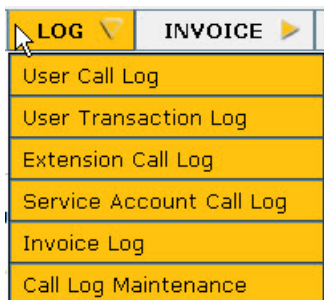 LOG INVOICE
User Call Log
User Transaction Log
Extension Call Log
Service Account Call Log
Invoice Log
Call Log Maintenance